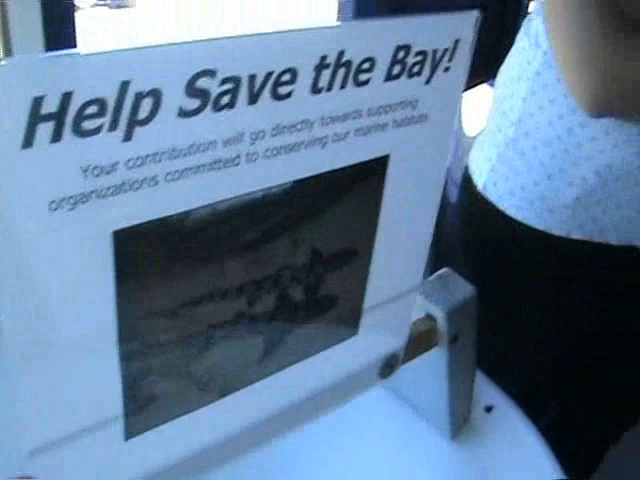 Help Save the Bay!
Your contribution will go directly towards supporting
organizations committed to conserving our marine habitats